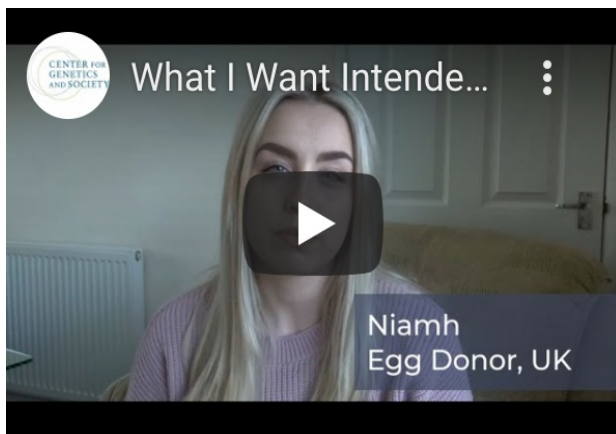 CENTER FOR
GENETICS
AND SOCIETY
What I Want Intende...
Niamh
Egg Donor, UK